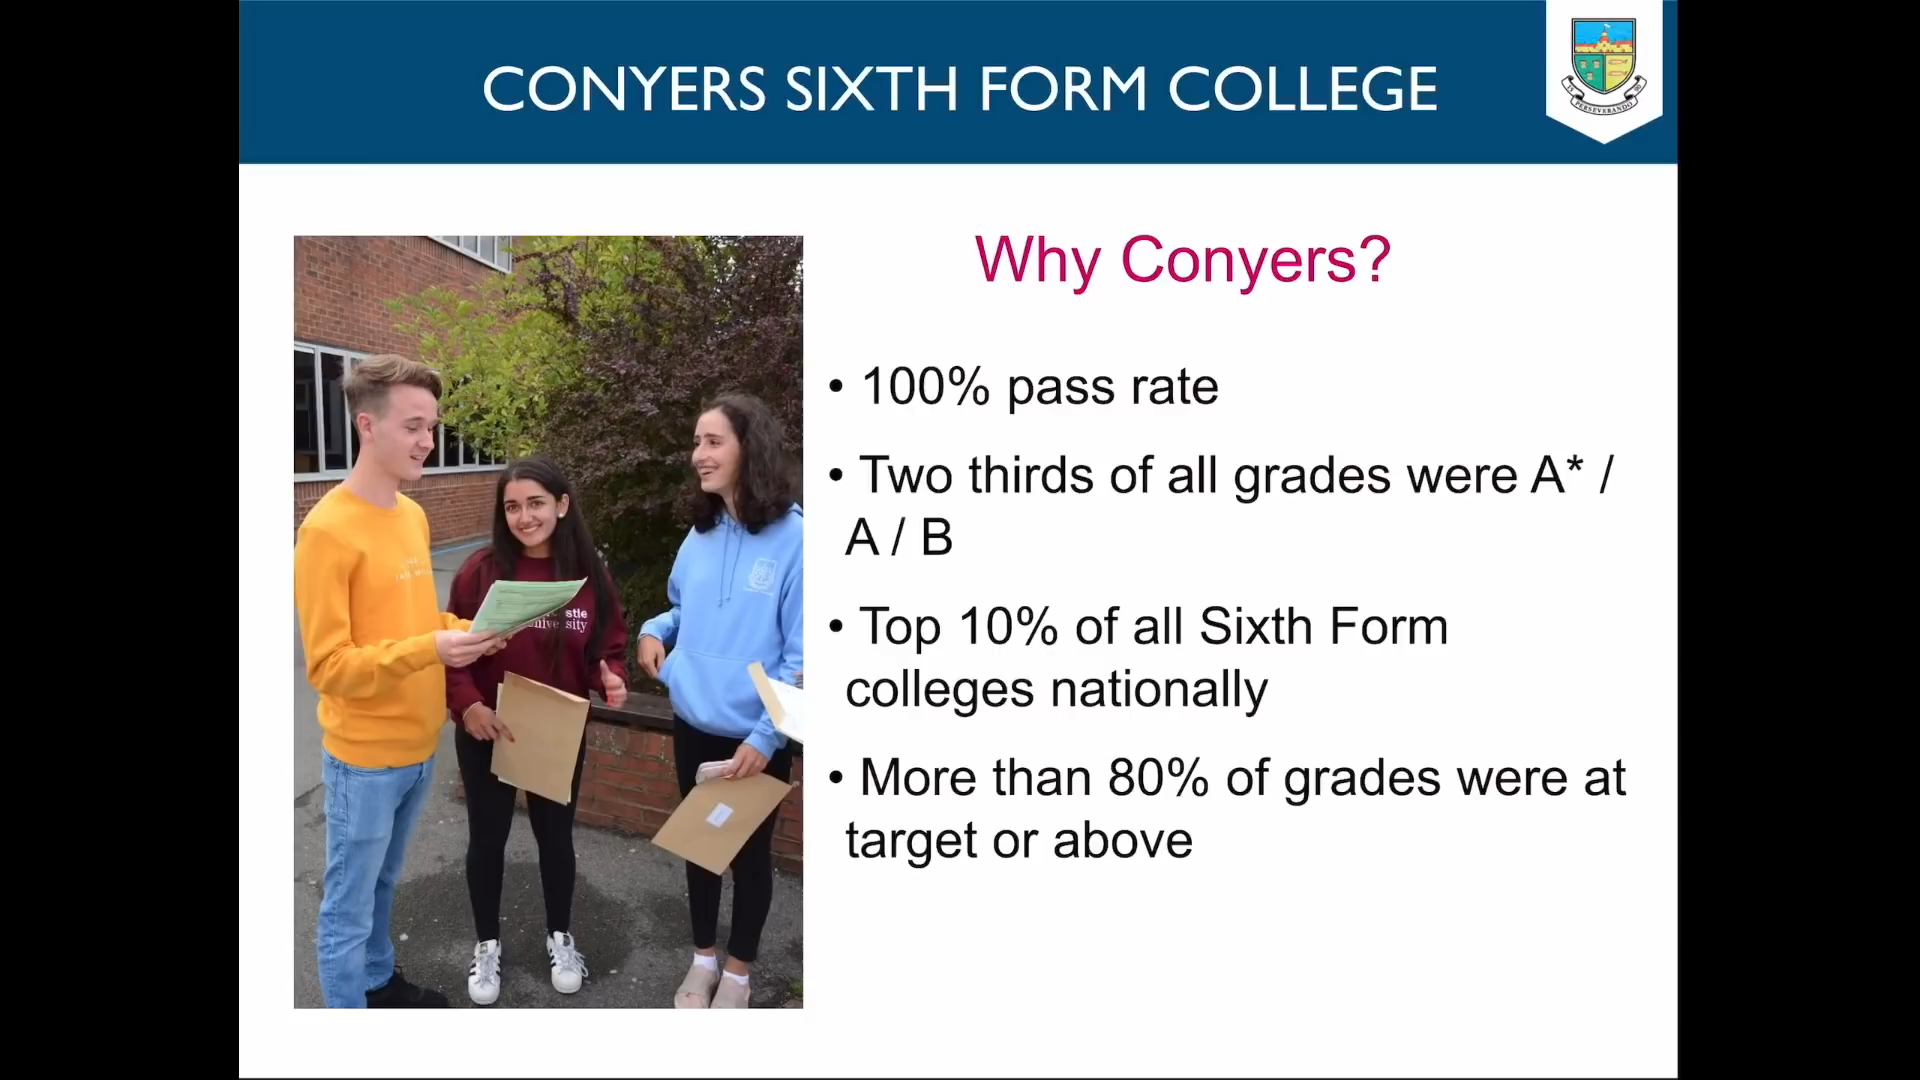 CONYERS SIXTH FORM COLLEGE
PERSEVERANDO
Why Conyers?
• 100% pass rate
• Two thirds of all grades were A* /
A / B
• Top 10% of all Sixth Form
colleges nationally
• More than 80% of grades were at
target or above